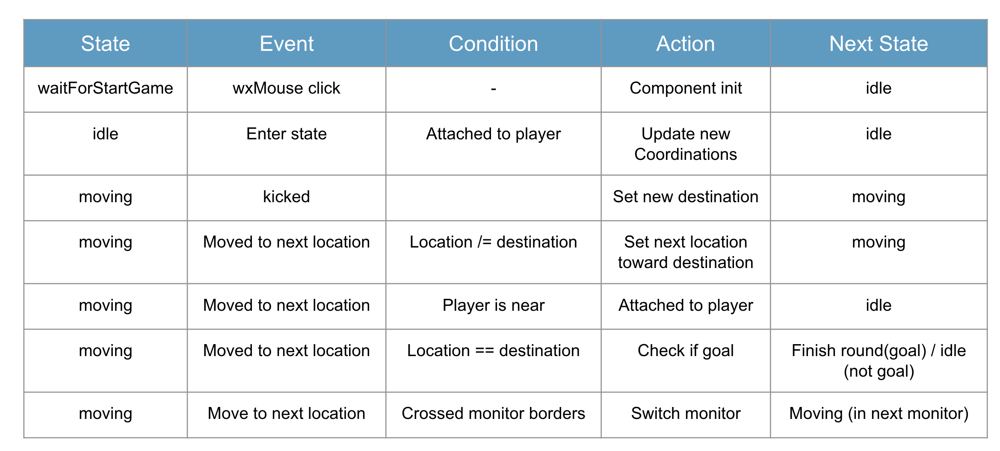 State Event Condition Action Next State
waitForStartGame wxMouse click - Component init idle
idle Enter state Attached to player Update new idle
Coordinations
moving kicked Set new destination moving
moving Moved to next location Location /= destination Set next location moving
toward destination
moving Moved to next location Player is near Attached to player idle
moving Moved to next location Location == destination Check if goal Finish round(goal) / idle
(not goal)
moving Move to next location Crossed monitor borders Switch monitor Moving (in next monitor)